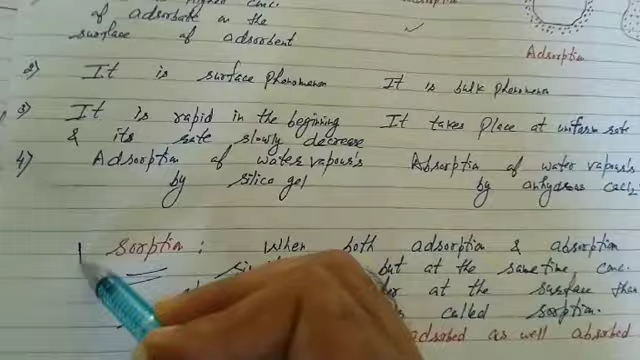 of adsorbate on the
surface of adsorbent
Adsorption
2) It is surface phenomenon It is bulk phenomena
3) It is rapid in the beginning It takes place at uniform rate
& its rate slowly decrease
4) Adsorption of water vapour's Absorption of water vapour's
by silica gel by anhydrous CaCl2
Sorption : When both adsorption & absorption
but at the same time, conc.
at the surface than
called sorption.
adsorbed as well absorbed